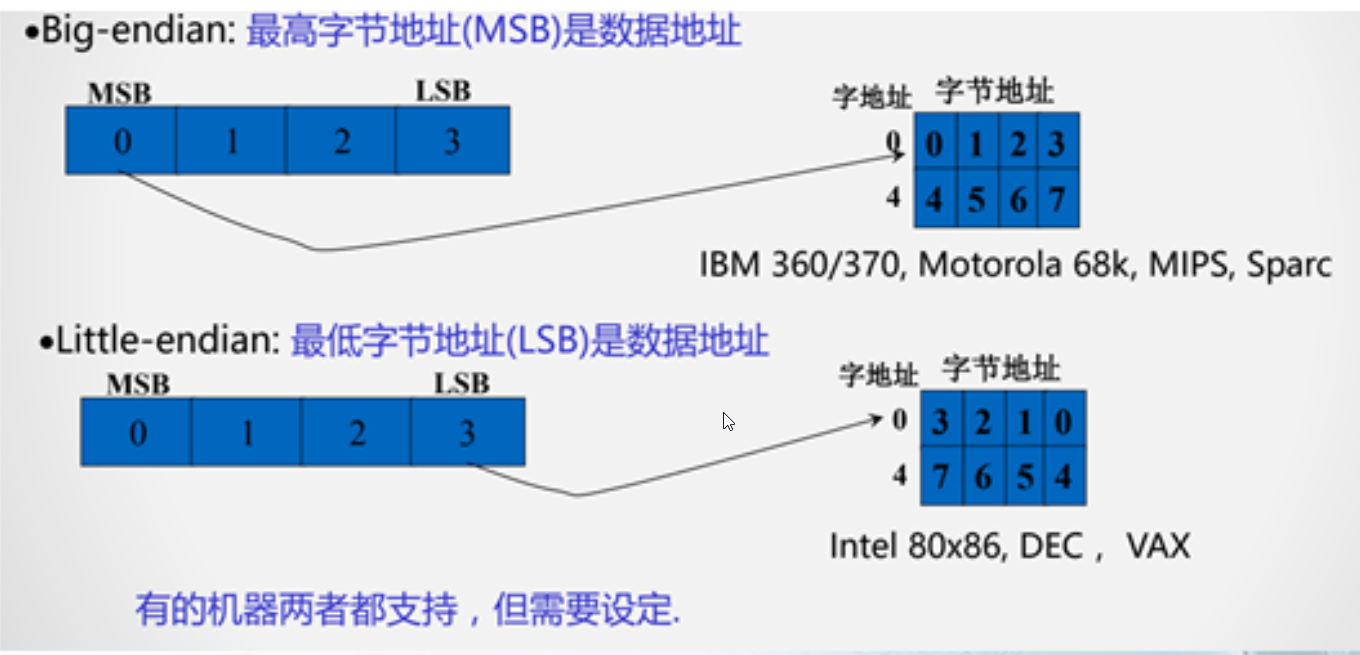 •Big-endian: 最高字节地址(MSB)是数据地址
MSB LSB
0 1 2 3
字地址 字节地址
0 0 1 2 3
4 4 5 6 7
IBM 360/370, Motorola 68k, MIPS, Sparc
•Little-endian: 最低字节地址(LSB)是数据地址
MSB LSB
0 1 2 3
字地址 字节地址
0 3 2 1 0
4 7 6 5 4
Intel 80x86, DEC , VAX
有的机器两者都支持，但需要设定.